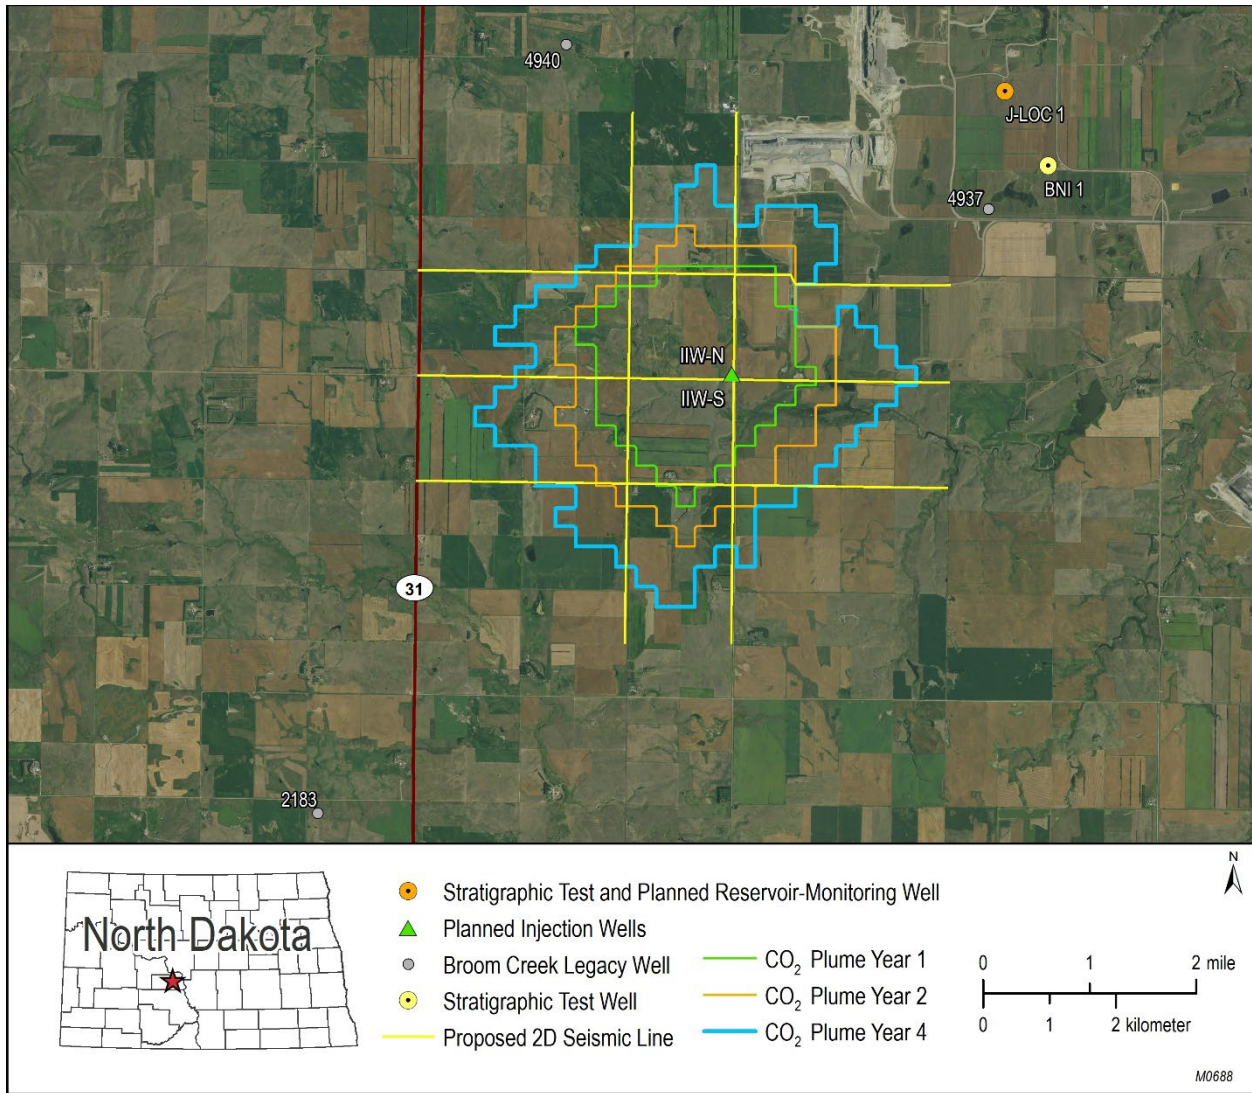 4940
J-LOC 1
BNI 1
4937
IIW-N
IIW-S
31
2183
N
North Dakota
Stratigraphic Test and Planned Reservoir-Monitoring Well
Planned Injection Wells
Broom Creek Legacy Well
Stratigraphic Test Well
Proposed 2D Seismic Line
CO₂ Plume Year 1
CO₂ Plume Year 2
CO₂ Plume Year 4
0 1 2 mile
0 1 2 kilometer
M0688